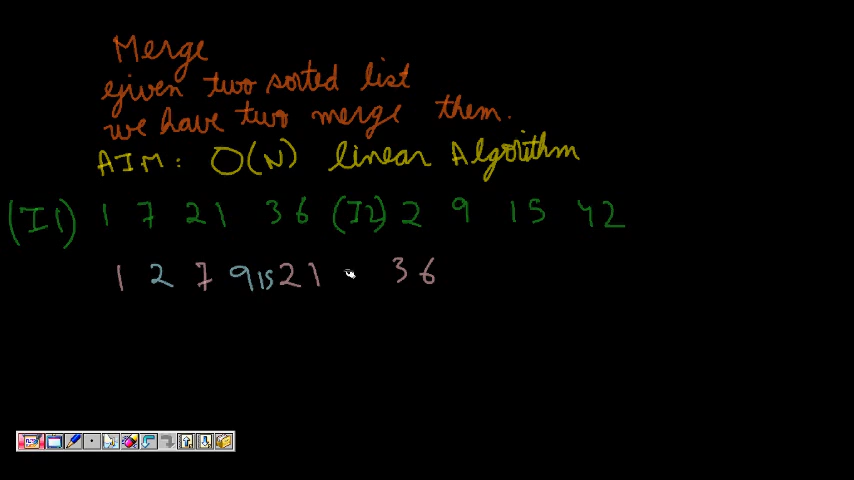 Merge
given two sorted list
we have two merge them.
AIM: O(N) linear Algorithm
(I1) 1 7 21 36 (I2) 2 9 15 42
1 2 7 9 15 21 36